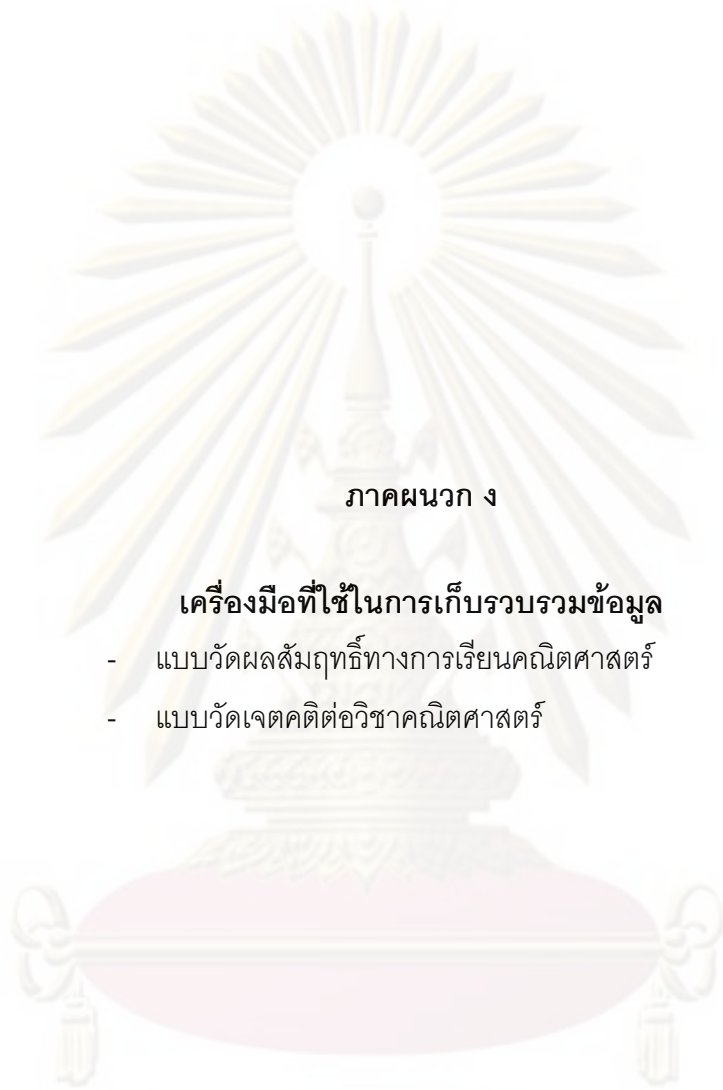 ภาคผนวก ง
เครื่องมือที่ใช้ในการเก็บรวบรวมข้อมูล
- แบบวัดผลสัมฤทธิ์ทางการเรียนคณิตศาสตร์
- แบบวัดเจตคติต่อวิชาคณิตศาสตร์